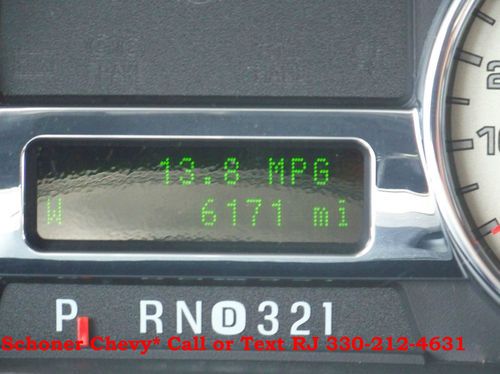 13.8 MPG
W 6171 mi
P RND321
Schoner Chevy* Call or Text RJ 330-212-4631